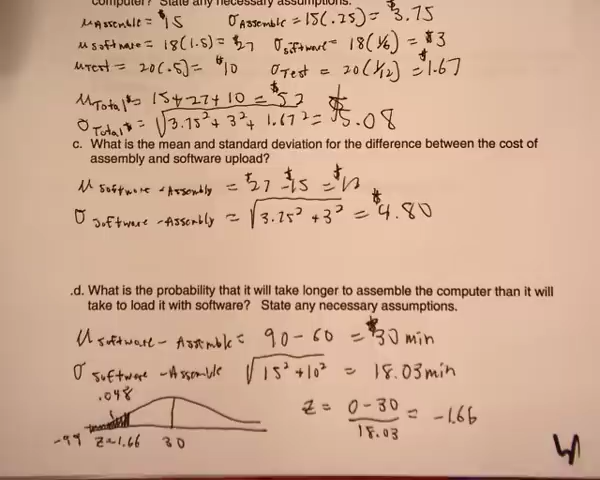 computer? State any necessary assumptions.
μAssemble = $15 σAssemble = 15(.25) = $3.75
μsoftware = 18(1.5) = $27 σsoftware = 18(1/6) = $3
μTest = 20(.5) = $10 σTest = 20(1/12) = $1.67
μTotal$ = 15+27+10 = $52
σTotal$ = √3.75² + 3² + 1.67² = $5.08
c. What is the mean and standard deviation for the difference between the cost of
assembly and software upload?
μ software - Assembly = $27 - $15 = $12
σ software - Assembly = √3.75² + 3² = $4.80
.d. What is the probability that it will take longer to assemble the computer than it will
take to load it with software? State any necessary assumptions.
μ software - Assemble = 90 - 60 = $30 min
σ software - Assemble √15² + 10² = 18.03 min
.048
z = 0-30 / 18.03 = -1.66
-99 z=-1.66 30